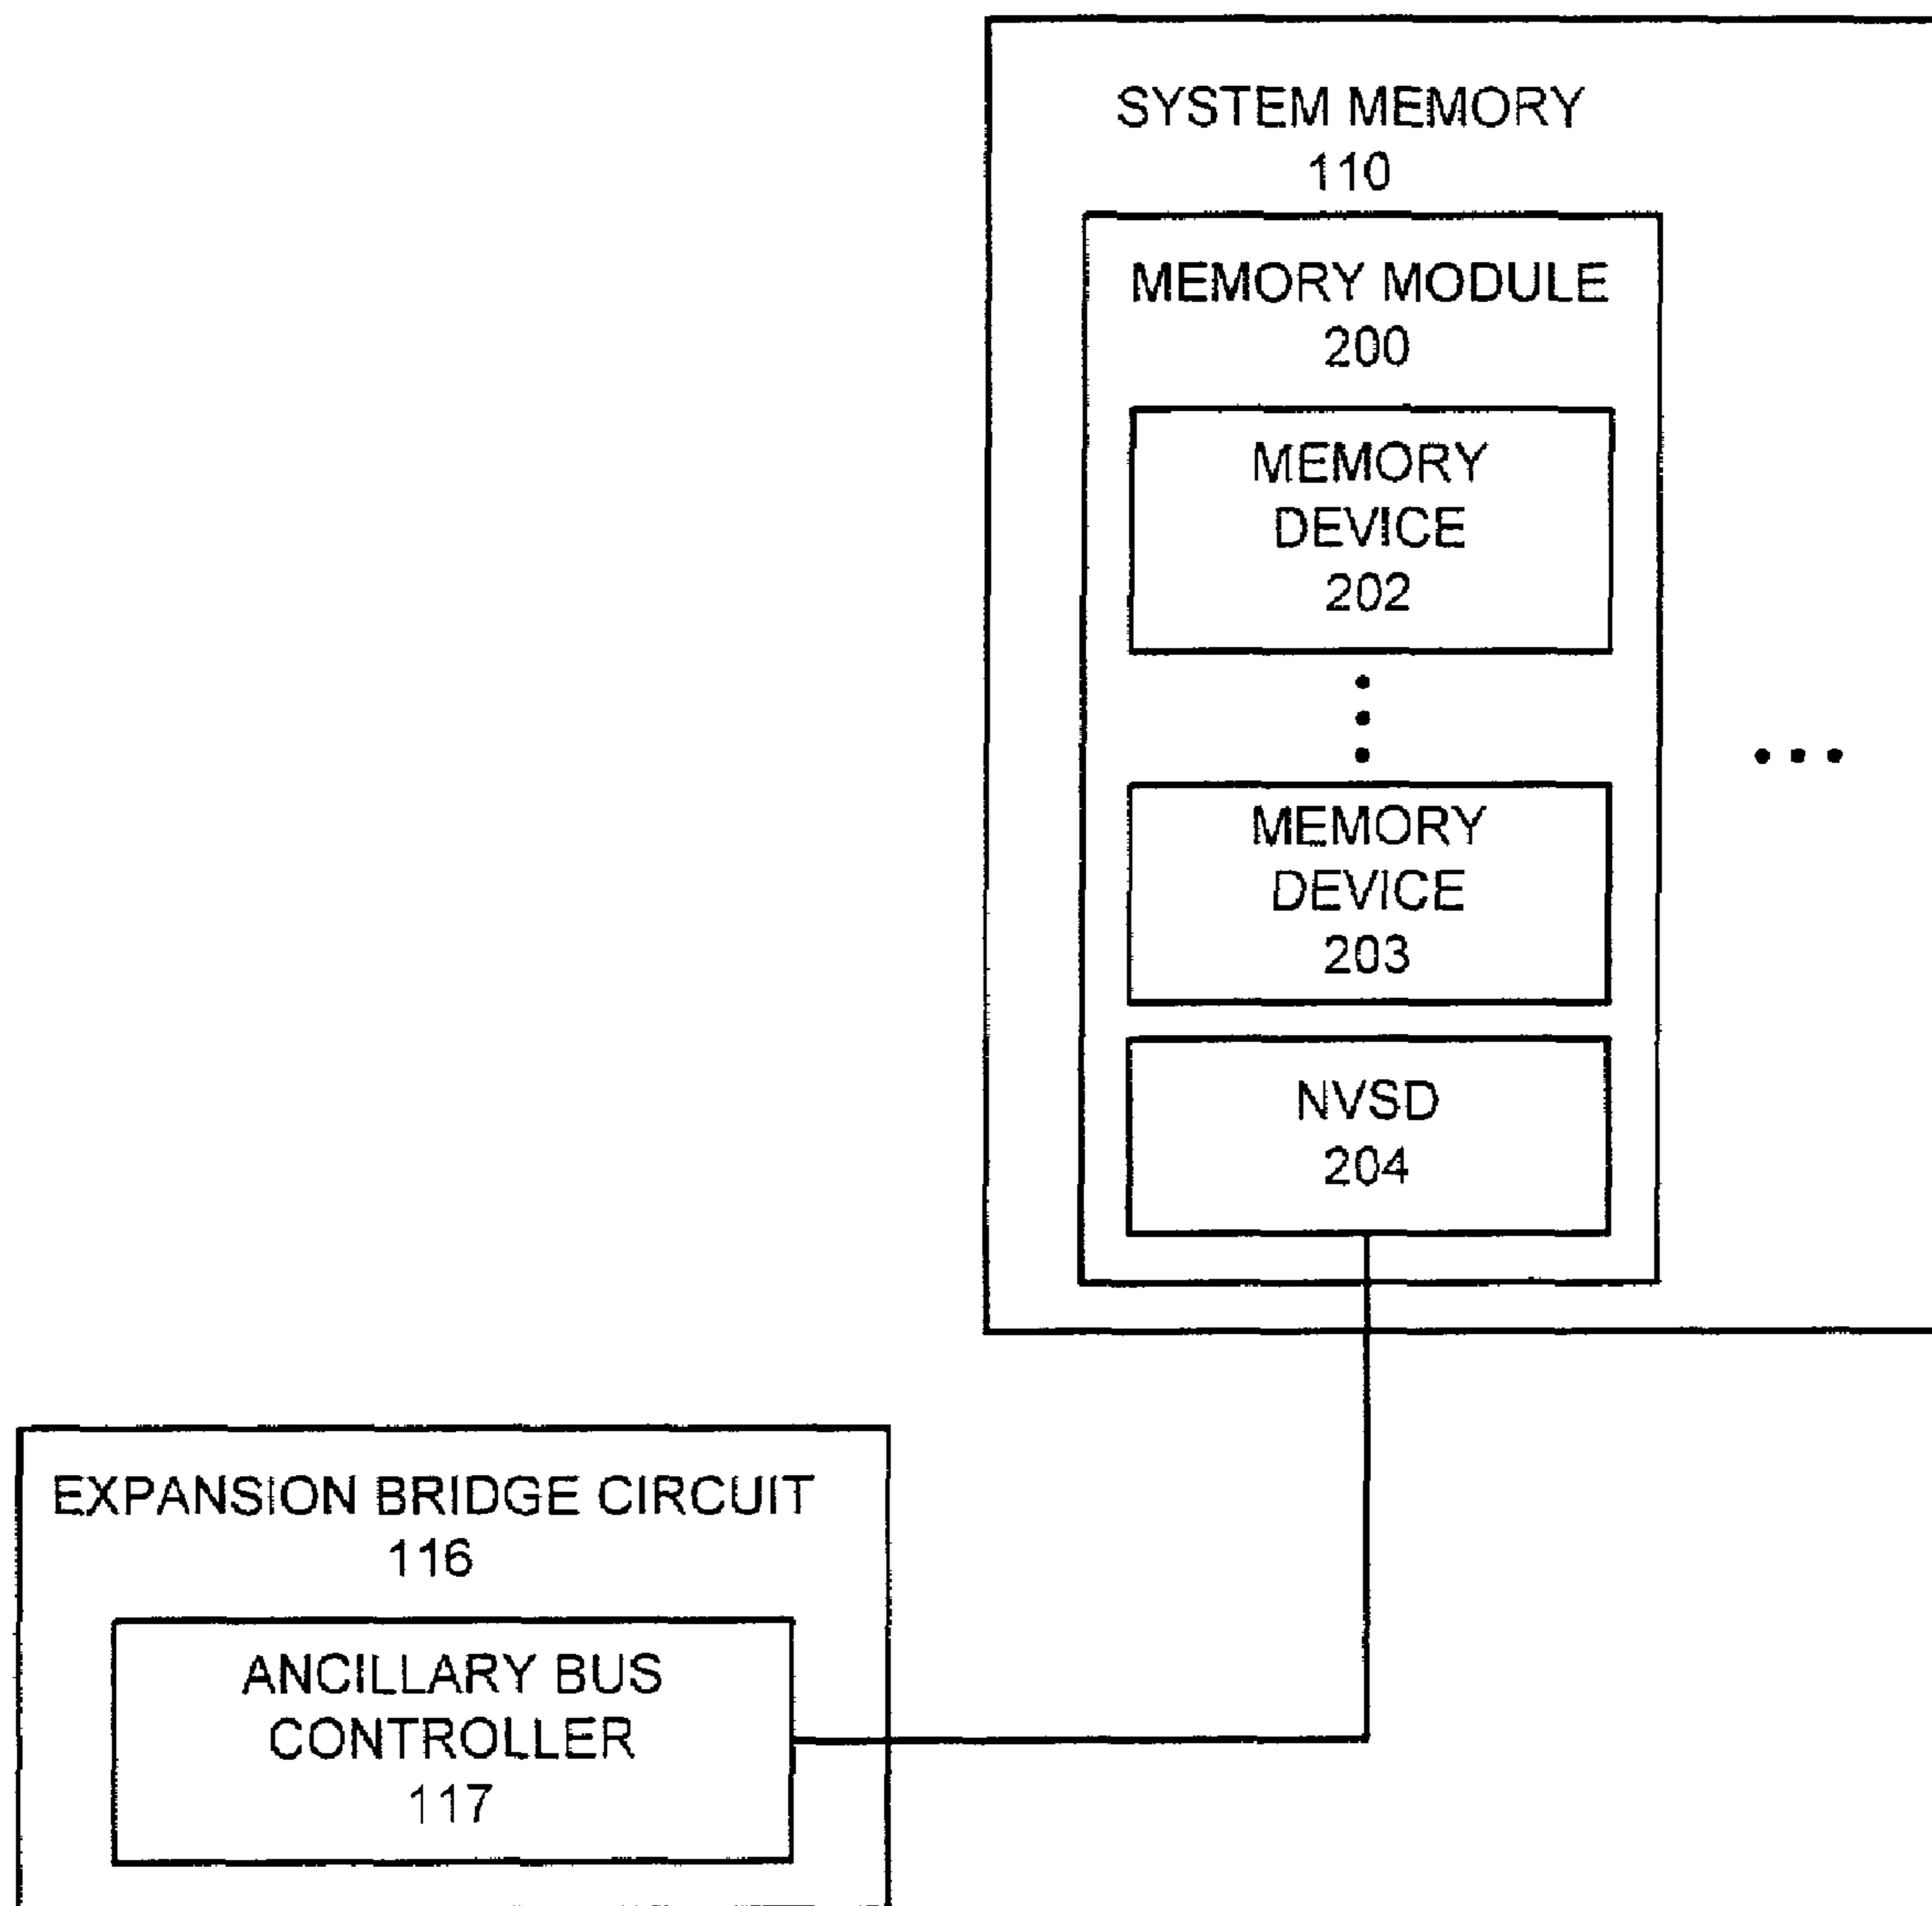 SYSTEM MEMORY
110
MEMORY MODULE
200
MEMORY
DEVICE
202
MEMORY
DEVICE
203
NVSD
204
EXPANSION BRIDGE CIRCUIT
116
ANCILLARY BUS
CONTROLLER
117